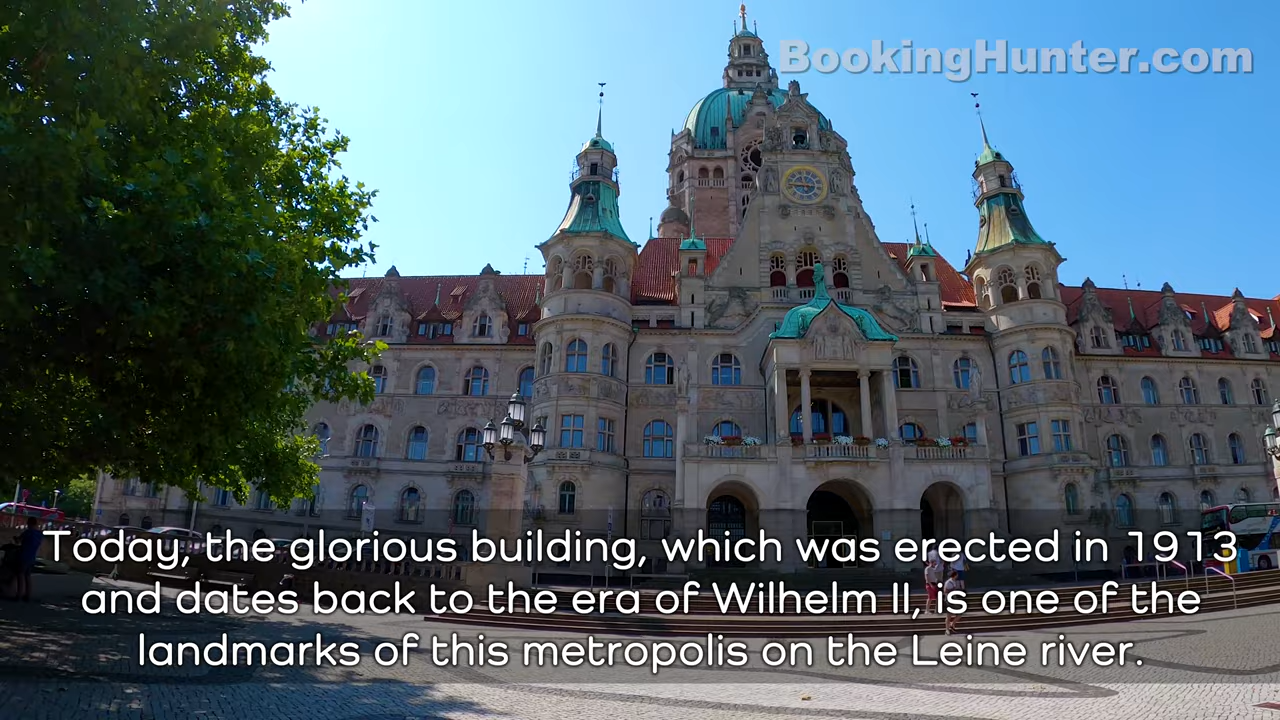 BookingHunter.com
Today, the glorious building, which was erected in 1913
and dates back to the era of Wilhelm II, is one of the
landmarks of this metropolis on the Leine river.